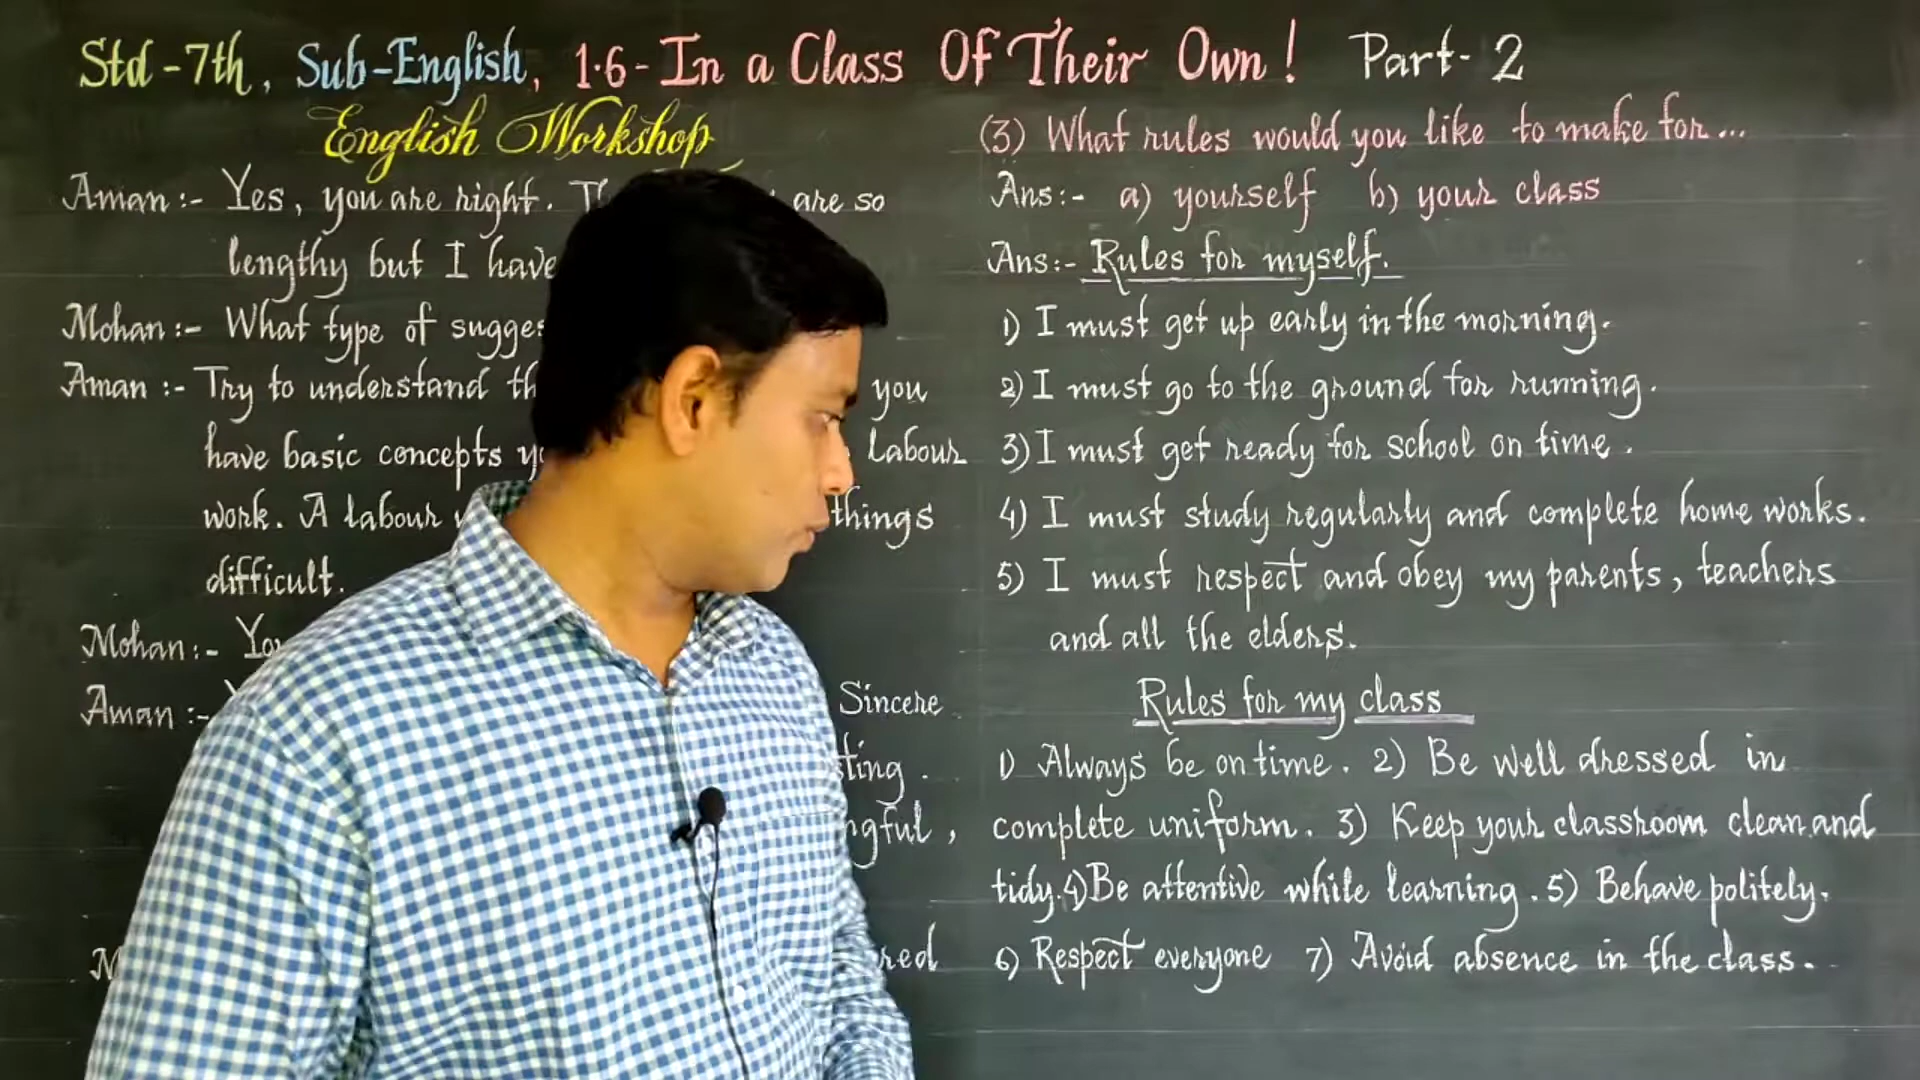 Std-7th, Sub-English, 1.6-In a Class Of Their Own! Part-2
English Workshop
Aman:- Yes, you are right. are so
lengthy but I have
Mohan:- What type of
Aman:- Try to understand you
have basic concepts Labour
work. A labour things
difficult.
Mohan:-
Aman:- Sincere
.
,
(3) What rules would you like to make for...
Ans:- a) yourself b) your class
Ans:- Rules for myself.
1) I must get up early in the morning.
2) I must go to the ground for running.
3) I must get ready for school on time.
4) I must study regularly and complete home works.
5) I must respect and obey my parents, teachers
and all the elders.
Rules for my class
1) Always be on time. 2) Be well dressed in
complete uniform. 3) Keep your classroom clean and
tidy. 4) Be attentive while learning. 5) Behave politely.
6) Respect everyone 7) Avoid absence in the class.